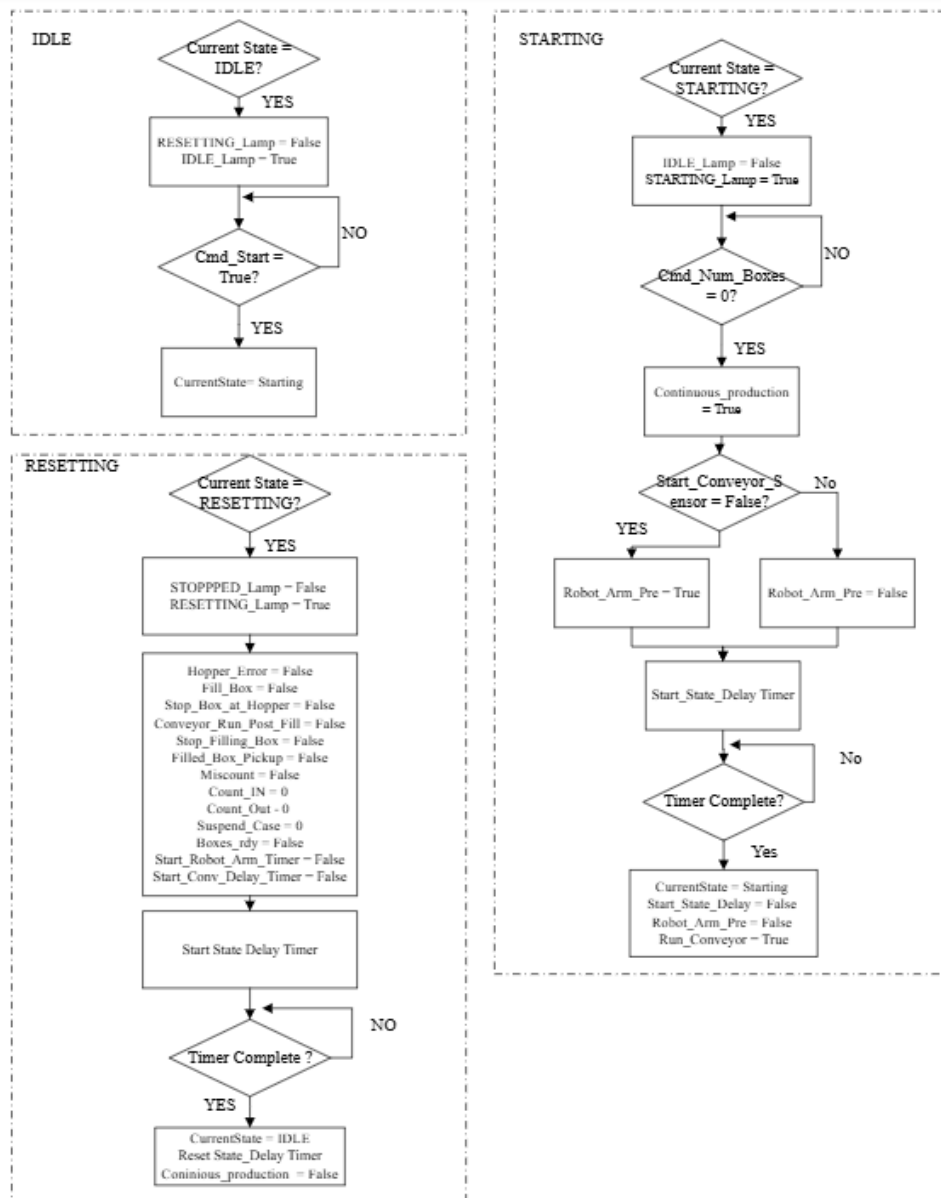 IDLE
Current State =
IDLE?
YES
RESETTING_Lamp = False
IDLE_Lamp = True
NO
Cmd_Start =
True?
YES
CurrentState= Starting
RESETTING
Current State =
RESETTING?
YES
STOPPPED_Lamp = False
RESETTING_Lamp = True
Hopper_Error = False
Fill_Box = False
Stop_Box_at_Hopper = False
Conveyor_Run_Post_Fill = False
Stop_Filling_Box = False
Filled_Box_Pickup = False
Miscount = False
Count_IN = 0
Count_Out - 0
Suspend_Case = 0
Boxes_rdy = False
Start_Robot_Arm_Timer = False
Start_Conv_Delay_Timer = False
Start State Delay Timer
NO
Timer Complete ?
YES
CurrentState = IDLE
Reset State_Delay Timer
Coninious_production = False
STARTING
Current State =
STARTING?
YES
IDLE_Lamp = False
STARTING_Lamp = True
NO
Cmd_Num_Boxes
= 0?
YES
Continuous_production
= True
Start_Conveyor_S
ensor = False?
No
YES
Robot_Arm_Pre = True
Robot_Arm_Pre = False
Start_State_Delay Timer
No
Timer Complete?
Yes
CurrentState = Starting
Start_State_Delay = False
Robot_Arm_Pre = False
Run_Conveyor = True